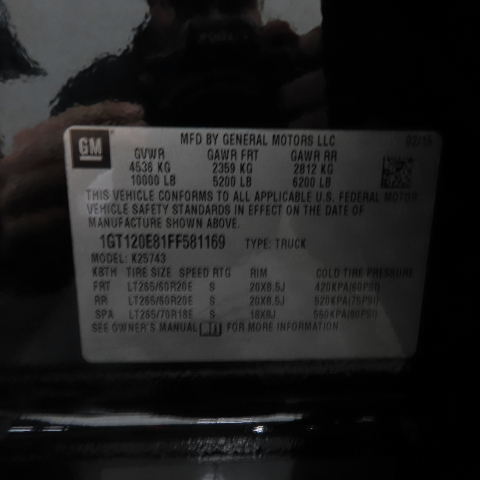 GM
MFD BY GENERAL MOTORS LLC 02/15
GVWR GAWR FRT GAWR RR
4536 KG 2359 KG 2812 KG
10000 LB 5200 LB 6200 LB
THIS VEHICLE CONFORMS TO ALL APPLICABLE U.S. FEDERAL MOTOR
VEHICLE SAFETY STANDARDS IN EFFECT ON THE DATE OF
MANUFACTURE SHOWN ABOVE.
1GT120E81FF581169 TYPE: TRUCK
MODEL: K25743
TIRE SIZE SPEED RTG RIM COLD TIRE PRESSURE
FRT LT265/60R20E S 20X8.5J 420KPA(60PSI)
RR LT265/60R20E S 20X8.5J 520KPA(75PSI)
SPA LT265/70R18E S 18X8J 550KPA(80PSI)
SEE OWNER'S MANUAL FOR MORE INFORMATION